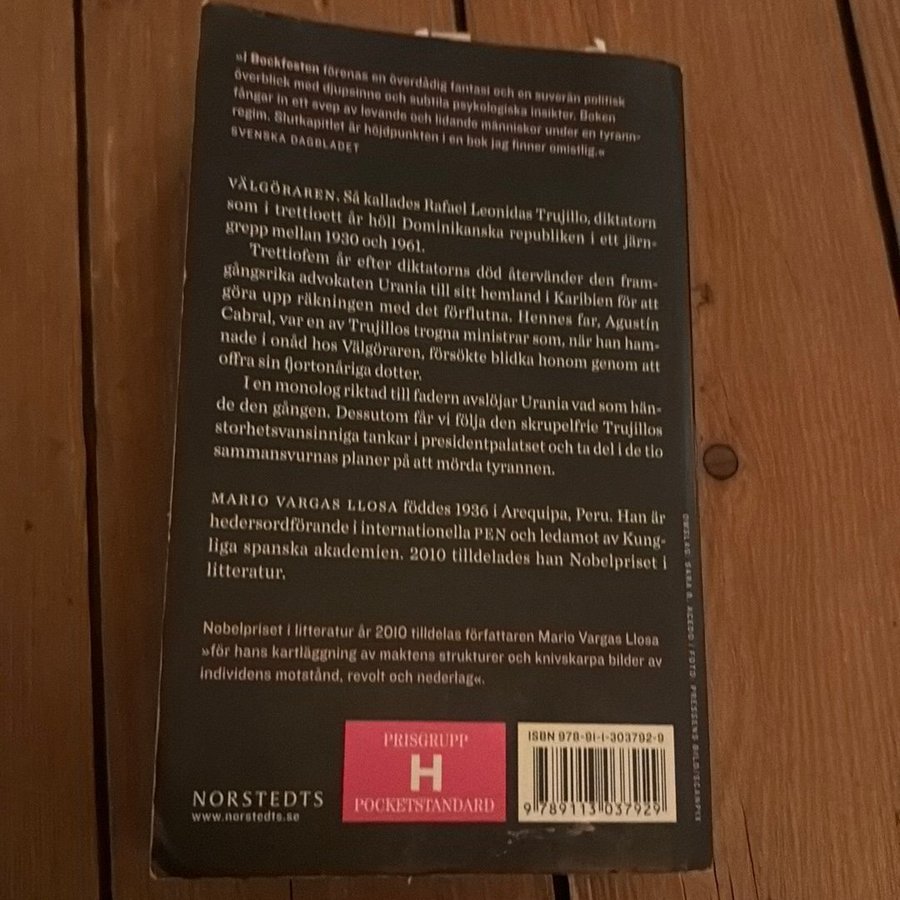 »I Bockfesten förenas en överdådig fantasi och en suverän politisk
överblick med djupsinne och subtila psykologiska insikter. Boken
fångar in ett svep av levande och lidande människor under en tyrann-
regim. Slutkapitlet är höjdpunkten i en bok jag finner omistlig.«
SVENSKA DAGBLADET
VÄLGÖRAREN. Så kallades Rafael Leonidas Trujillo, diktatorn
som i trettioett år höll Dominikanska republiken i ett järn-
grepp mellan 1930 och 1961.
Trettiofem år efter diktatorns död återvänder den fram-
gångsrika advokaten Urania till sitt hemland i Karibien för att
göra upp räkningen med det förflutna. Hennes far, Agustín
Cabral, var en av Trujillos trogna ministrar som, när han ham-
nade i onåd hos Välgöraren, försökte blidka honom genom att
offra sin fjortonåriga dotter.
I en monolog riktad till fadern avslöjar Urania vad som hän-
de den gången. Dessutom får vi följa den skrupelfrie Trujillos
storhetsvansinniga tankar i presidentpalatset och ta del i de tio
sammansvurnas planer på att mörda tyrannen.
MARIO VARGAS LLOSA föddes 1936 i Arequipa, Peru. Han är
hedersordförande i internationella PEN och ledamot av Kung-
liga spanska akademien. 2010 tilldelades han Nobelpriset i
litteratur.
Nobelpriset i litteratur år 2010 tilldelas författaren Mario Vargas Llosa
»för hans kartläggning av maktens strukturer och knivskarpa bilder av
individens motstånd, revolt och nederlag«.
NORSTEDTS
www.norstedts.se
PRISGRUPP
H
POCKETSTANDARD
ISBN 978-91-1-303792-9
9 789113 037929
OMSLAG: SARA R. ACEDO / FOTO: PRESSENS BILD/SCANPIX